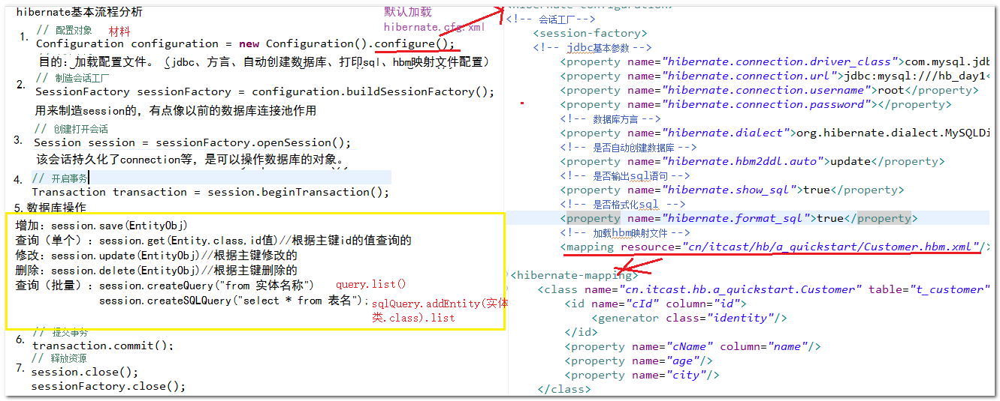 hibernate基本流程分析
默认加载
hibernate.cfg.xml
1.
// 配置对象
材料
Configuration configuration = new Configuration().configure();
目的: 加载配置文件。（jdbc、方言、自动创建数据库、打印sql、hbm映射文件配置）
2.
// 制造会话工厂
SessionFactory sessionFactory = configuration.buildSessionFactory();
用来制造session的，有点像以前的数据库连接池作用
3.
// 创建打开会话
Session session = sessionFactory.openSession();
该会话持久化了connection等，是可以操作数据库的对象。
4.
// 开启事务
Transaction transaction = session.beginTransaction();
5. 数据库操作
增加：session.save(EntityObj)
查询（单个）：session.get(Entity.class,id值)//根据主键id的值查询的
修改：session.update(EntityObj)//根据主键修改的
删除：session.delete(EntityObj)//根据主键删除的
查询（批量）：session.createQuery("from 实体名称")
query.list()
session.createSQLQuery("select * from 表名");
sqlQuery.addEntity(实体
类.class).list
6.
// 提交事务
transaction.commit();
7.
// 释放资源
session.close();
sessionFactory.close();
<!-- 会话工厂-->
<session-factory>
<!-- jdbc基本参数 -->
<property name="hibernate.connection.driver_class">com.mysql.jdb
<property name="hibernate.connection.url">jdbc:mysql:///hb_day1<
<property name="hibernate.connection.username">root</property>
<property name="hibernate.connection.password"></property>
<!-- 数据库方言 -->
<property name="hibernate.dialect">org.hibernate.dialect.MySQLDi
<!-- 是否自动创建数据库 -->
<property name="hibernate.hbm2ddl.auto">update</property>
<!-- 是否输出sql语句 -->
<property name="hibernate.show_sql">true</property>
<!-- 是否格式化sql -->
<property name="hibernate.format_sql">true</property>
<!-- 加载hbm映射文件 -->
<mapping resource="cn/itcast/hb/a_quickstart/Customer.hbm.xml"/>
<hibernate-mapping>
<class name="cn.itcast.hb.a_quickstart.Customer" table="t_customer"
<id name="cId" column="id">
<generator class="identity"/>
</id>
<property name="cName" column="name"/>
<property name="age"/>
<property name="city"/>
</class>